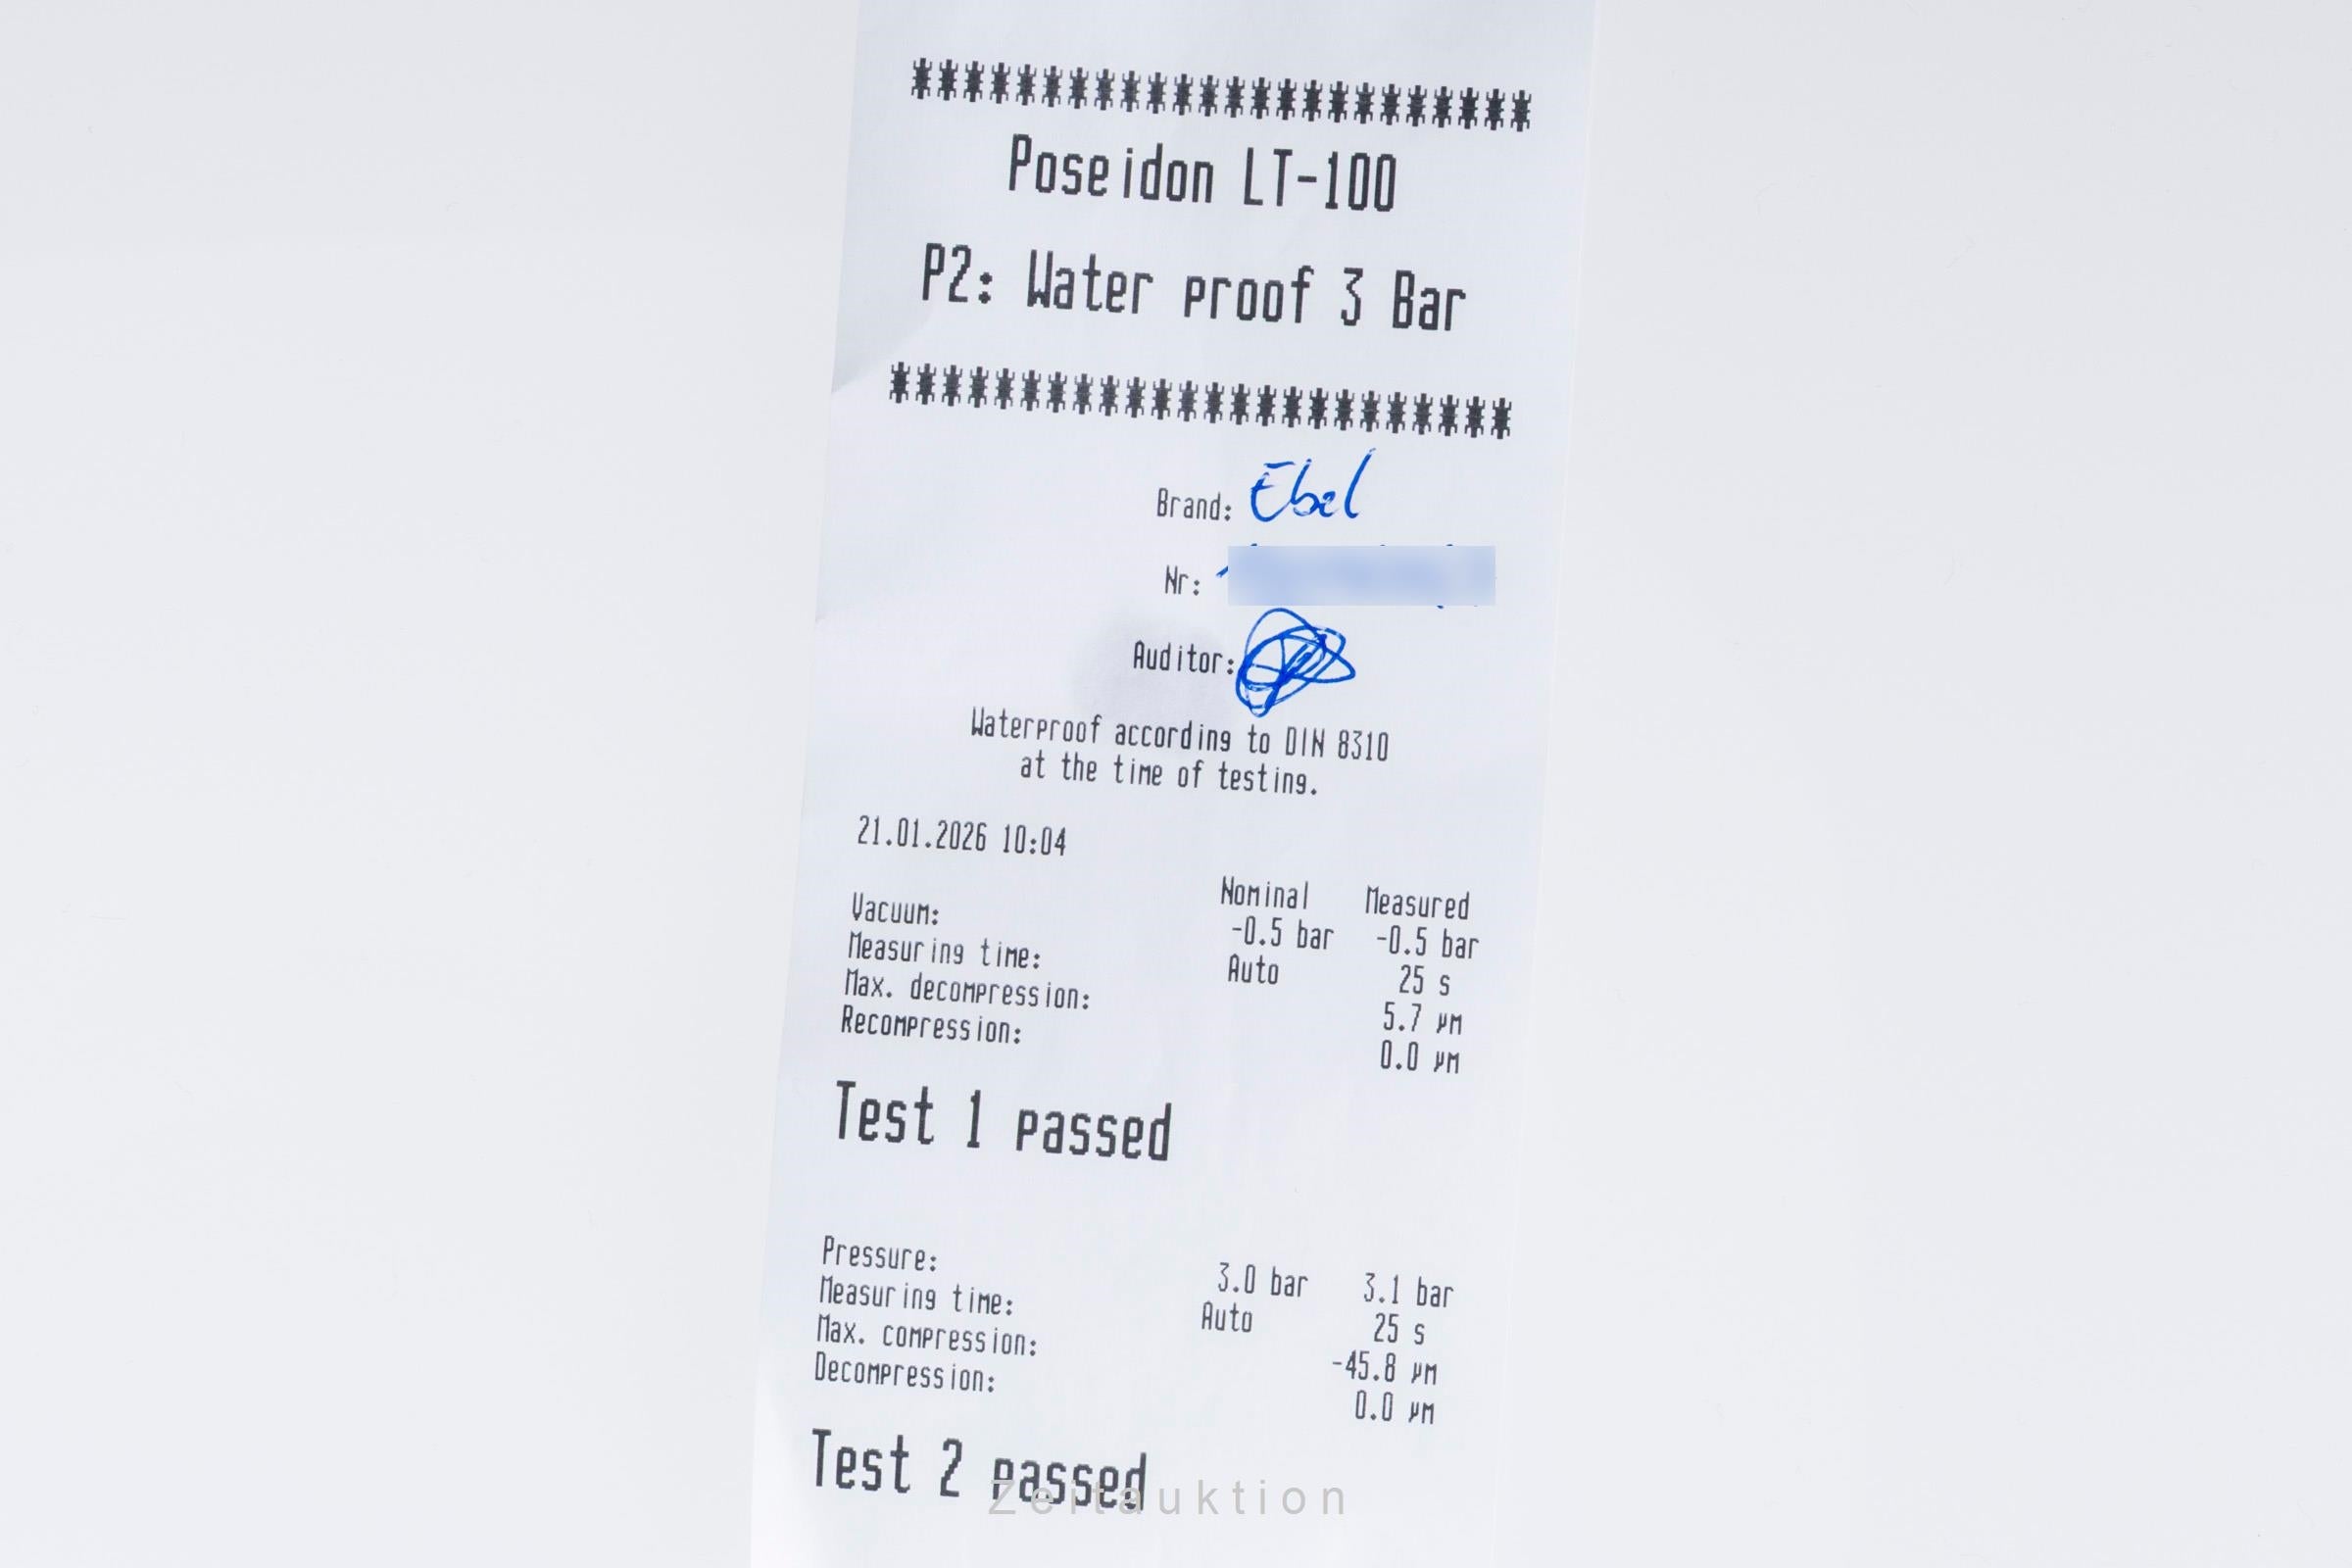 ************************
Poseidon LT-100
P2: Water proof 3 Bar
************************
Brand: Ebel
Nr:
Auditor:
Waterproof according to DIN 8310
at the time of testing.
21.01.2026 10:04
Nominal Measured
Vacuum: -0.5 bar -0.5 bar
Measuring time: Auto 25 s
Max. decompression: 5.7 µm
Recompression: 0.0 µm
Test 1 passed
Pressure: 3.0 bar 3.1 bar
Measuring time: Auto 25 s
Max. compression: -45.8 µm
Decompression: 0.0 µm
Test 2 passed
Zeitauktion